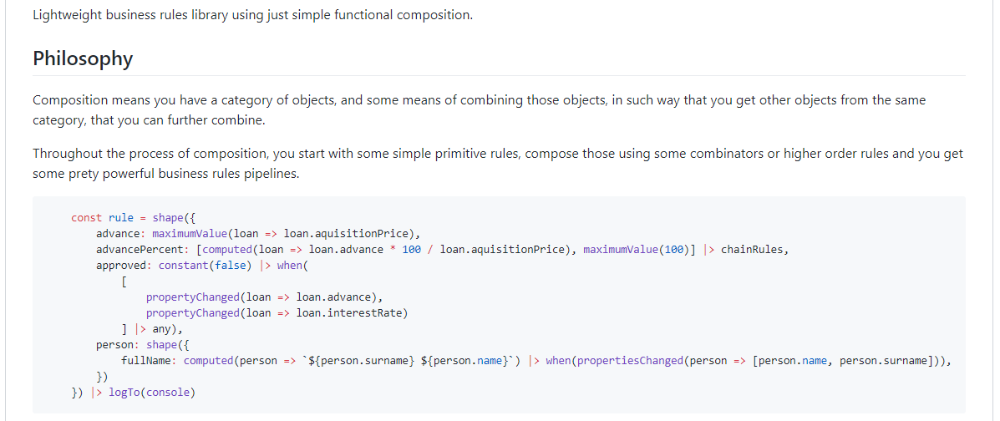 Lightweight business rules library using just simple functional composition.
Philosophy
Composition means you have a category of objects, and some means of combining those objects, in such way that you get other objects from the same
category, that you can further combine.
Throughout the process of composition, you start with some simple primitive rules, compose those using some combinators or higher order rules and you get
some prety powerful business rules pipelines.
const rule = shape({
    advance: maximumValue(loan => loan.aquisitionPrice),
    advancePercent: [computed(loan => loan.advance * 100 / loan.aquisitionPrice), maximumValue(100)] |> chainRules,
    approved: constant(false) |> when(
        [
            propertyChanged(loan => loan.advance),
            propertyChanged(loan => loan.interestRate)
        ] |> any),
    person: shape({
        fullName: computed(person => `${person.surname} ${person.name}`) |> when(propertiesChanged(person => [person.name, person.surname])),
    })
}) |> logTo(console)